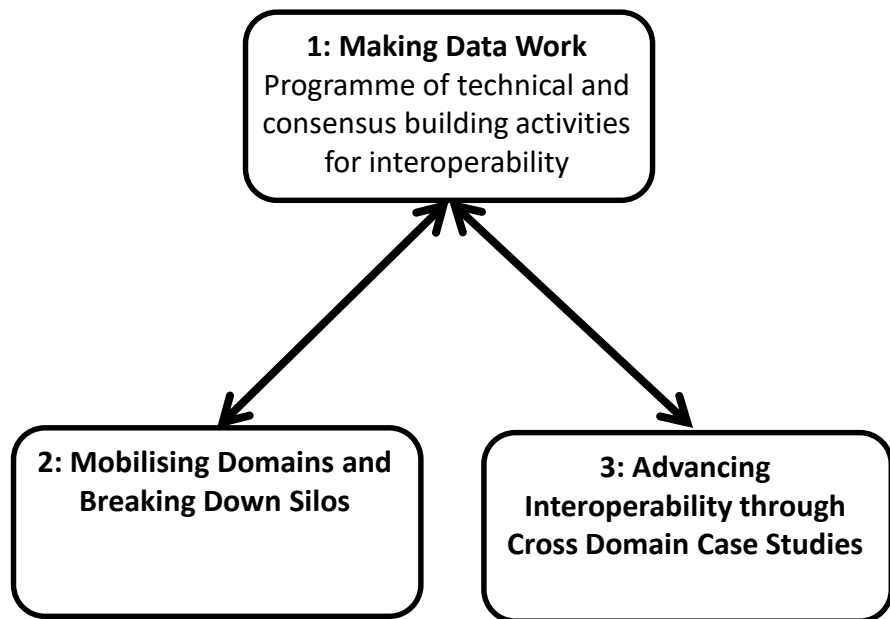 1: Making Data Work
Programme of technical and
consensus building activities
for interoperability
2: Mobilising Domains and
Breaking Down Silos
3: Advancing
Interoperability through
Cross Domain Case Studies